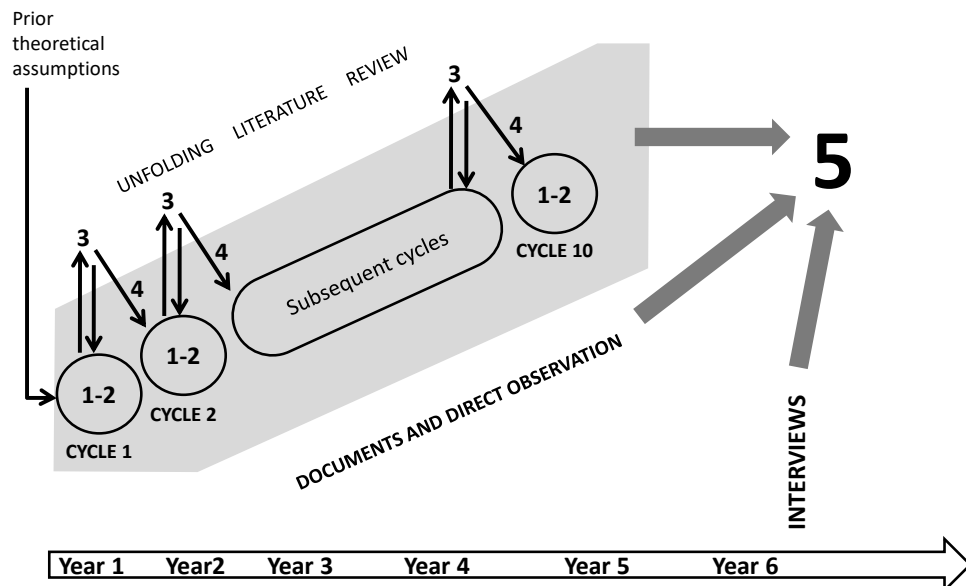 Prior
theoretical
assumptions
UNFOLDING LITERATURE REVIEW
3
4
5
1-2
CYCLE 10
3
4
Subsequent cycles
3
4
1-2
CYCLE 2
1-2
CYCLE 1
DOCUMENTS AND DIRECT OBSERVATION
INTERVIEWS
Year 1 Year2 Year 3 Year 4 Year 5 Year 6